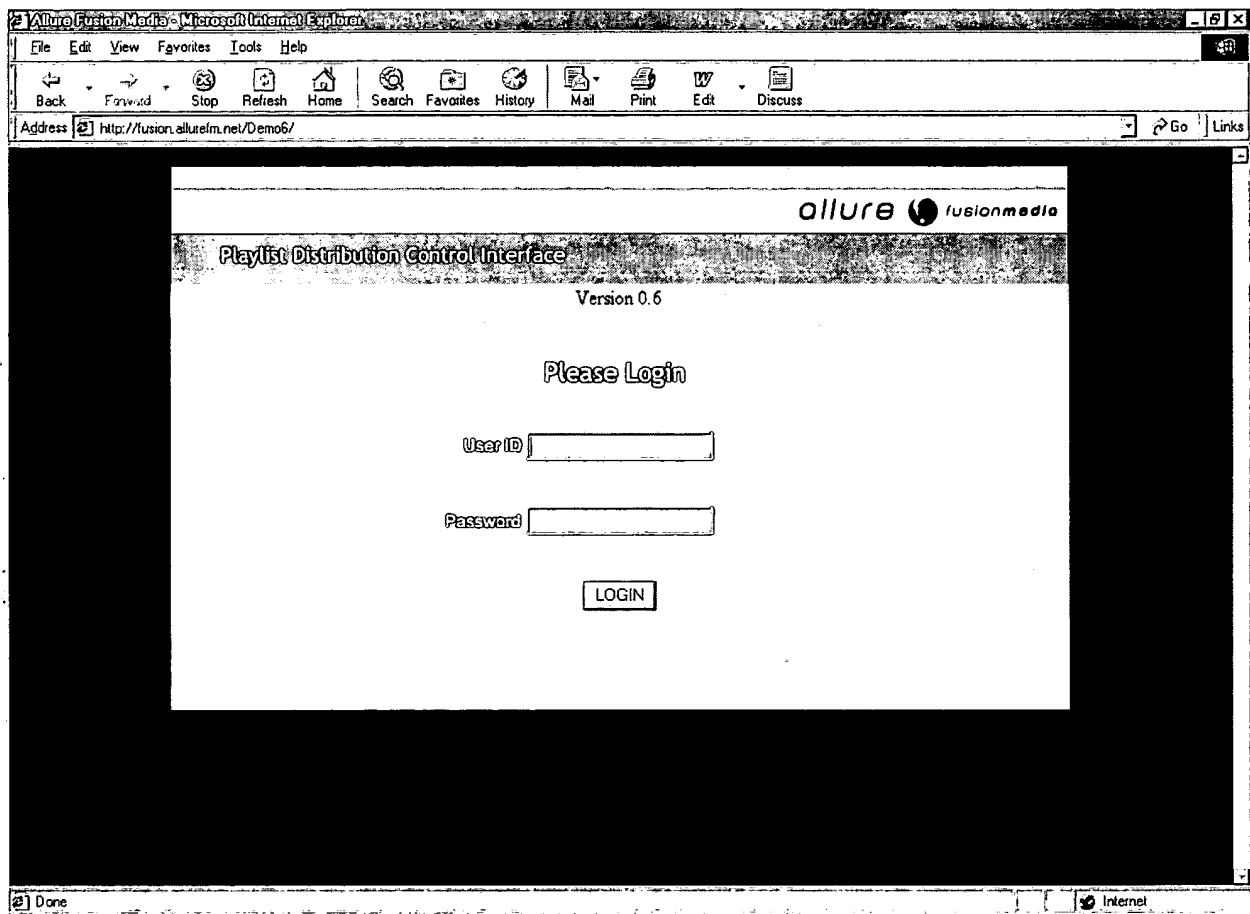 Allure Fusion Media - Microsoft Internet Explorer
File Edit View Favorites Tools Help
Back Forward Stop Refresh Home Search Favorites History Mail Print Edit Discuss
Address http://fusion.allurefm.net/Demo6/ Go Links
allure fusionmedia
Playlist Distribution Control Interface
Version 0.6
Please Login
User ID
Password
LOGIN
Done Internet